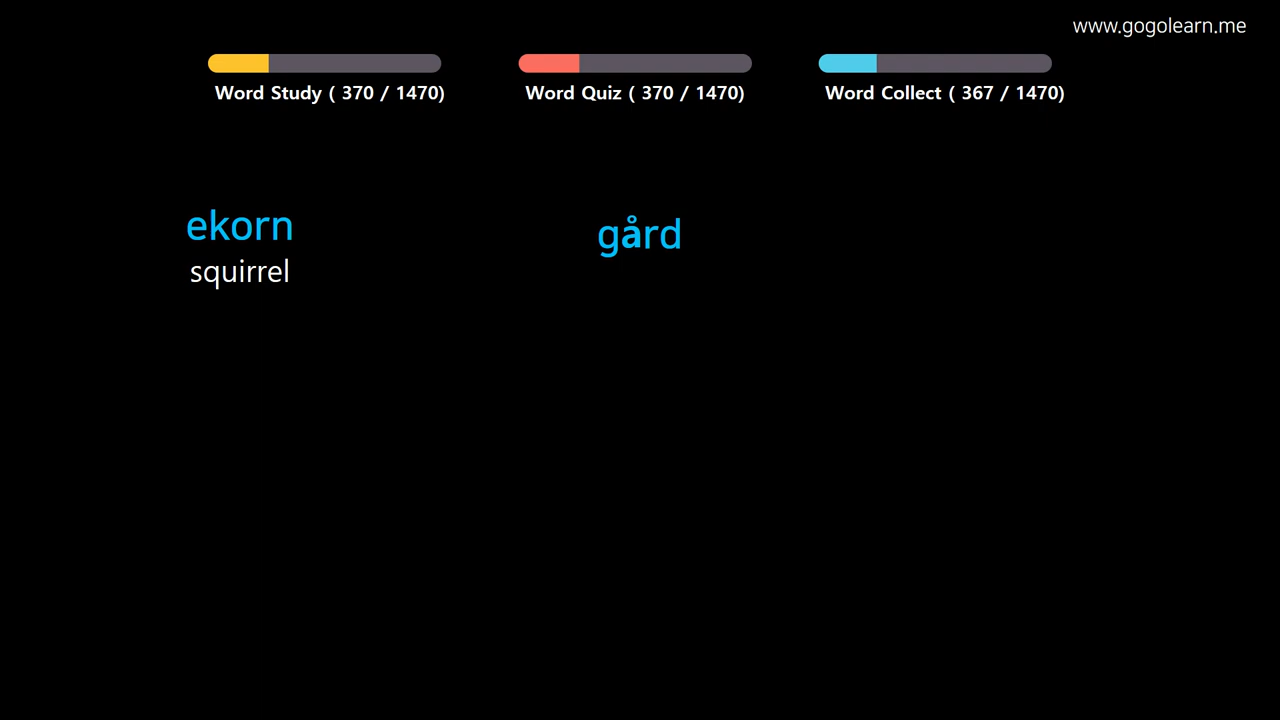 www.gogolearn.me
Word Study ( 370 / 1470)
Word Quiz ( 370 / 1470)
Word Collect ( 367 / 1470)
ekorn
squirrel
gård